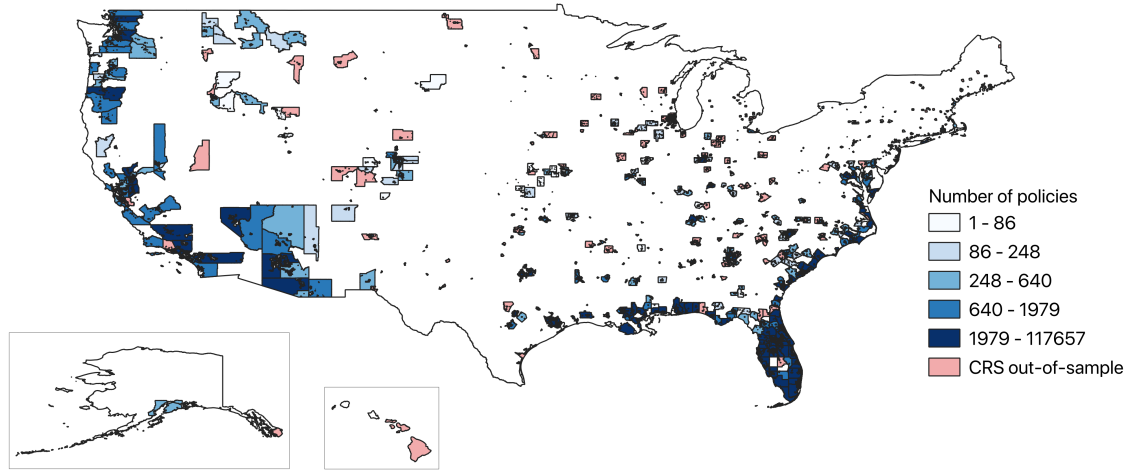 Number of policies
1 - 86
86 - 248
248 - 640
640 - 1979
1979 - 117657
CRS out-of-sample